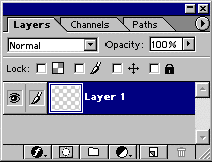 Layers Channels Paths
Normal Opacity: 100%
Lock:
Layer 1